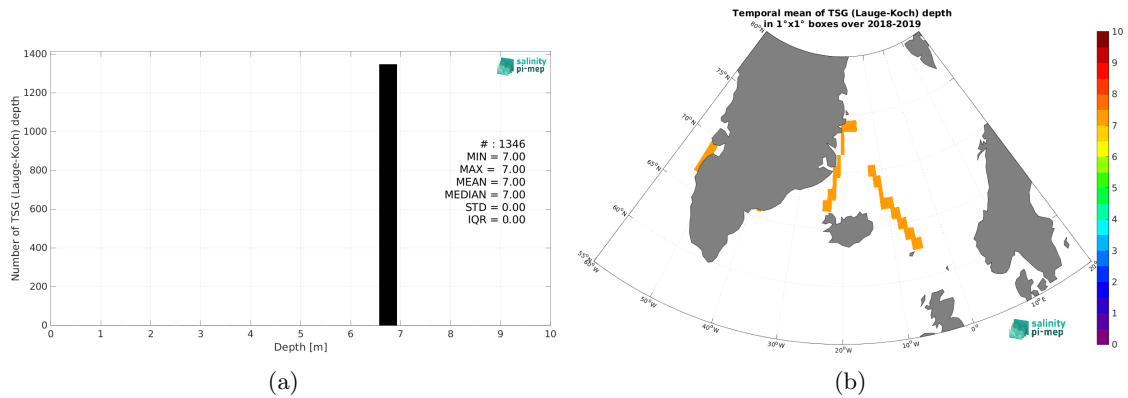 1400
1200
1000
800
600
400
200
0
Number of TSG (Lauge-Koch) depth
0 1 2 3 4 5 6 7 8 9 10
Depth [m]
salinity
pi-mep
# : 1346
MIN = 7.00
MAX = 7.00
MEAN = 7.00
MEDIAN = 7.00
STD = 0.00
IQR = 0.00
(a)
Temporal mean of TSG (Lauge-Koch) depth
in 1°x1° boxes over 2018-2019
80°N
75°N
70°N
65°N
60°N
55°N
60°W
50°W
40°W
30°W
20°W
10°W
0°
10°E
salinity
pi-mep
10
9
8
7
6
5
4
3
2
1
0
(b)